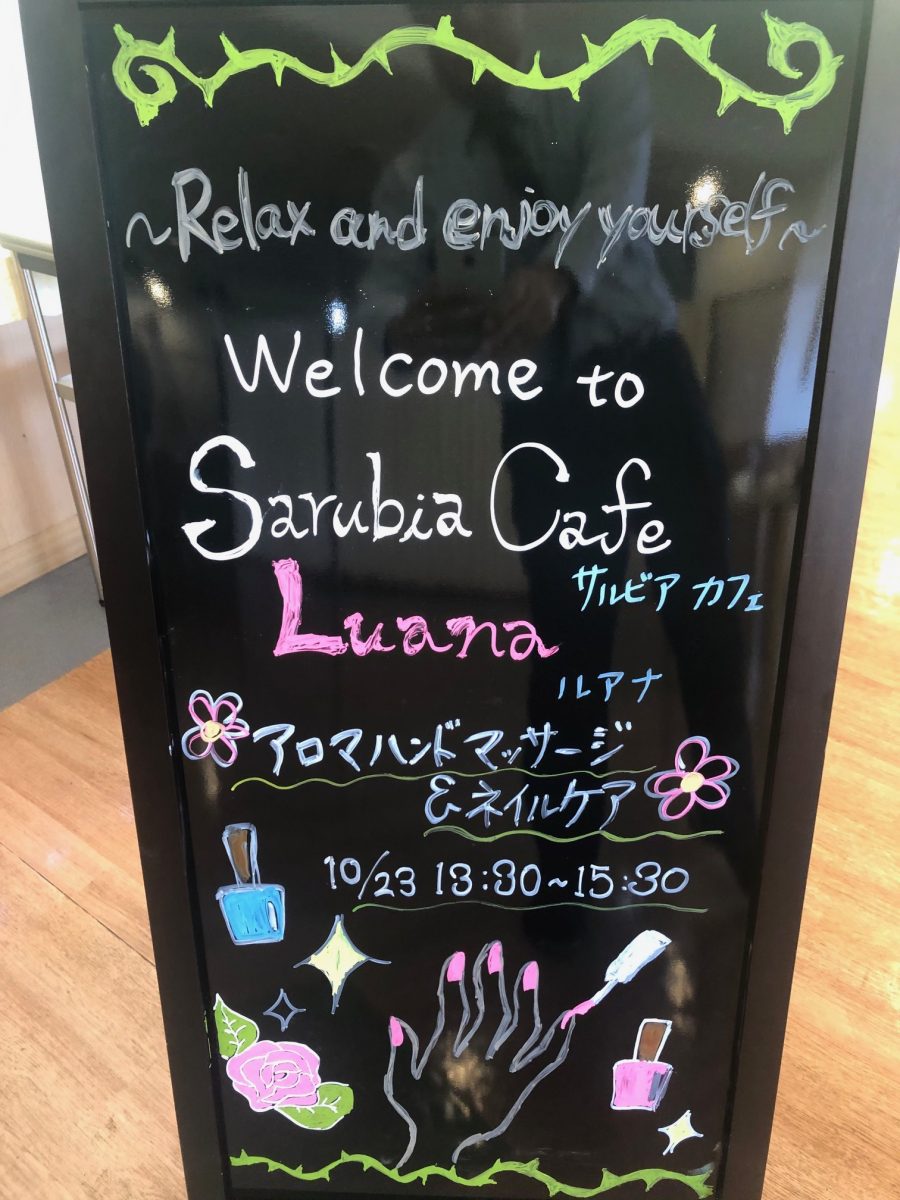 ~Relax and enjoy yourself~
Welcome to
Sarubia Cafe
サルビア カフェ
Luana
ルアナ
アロマハンドマッサージ
&ネイルケア
10/23 13:30~15:30